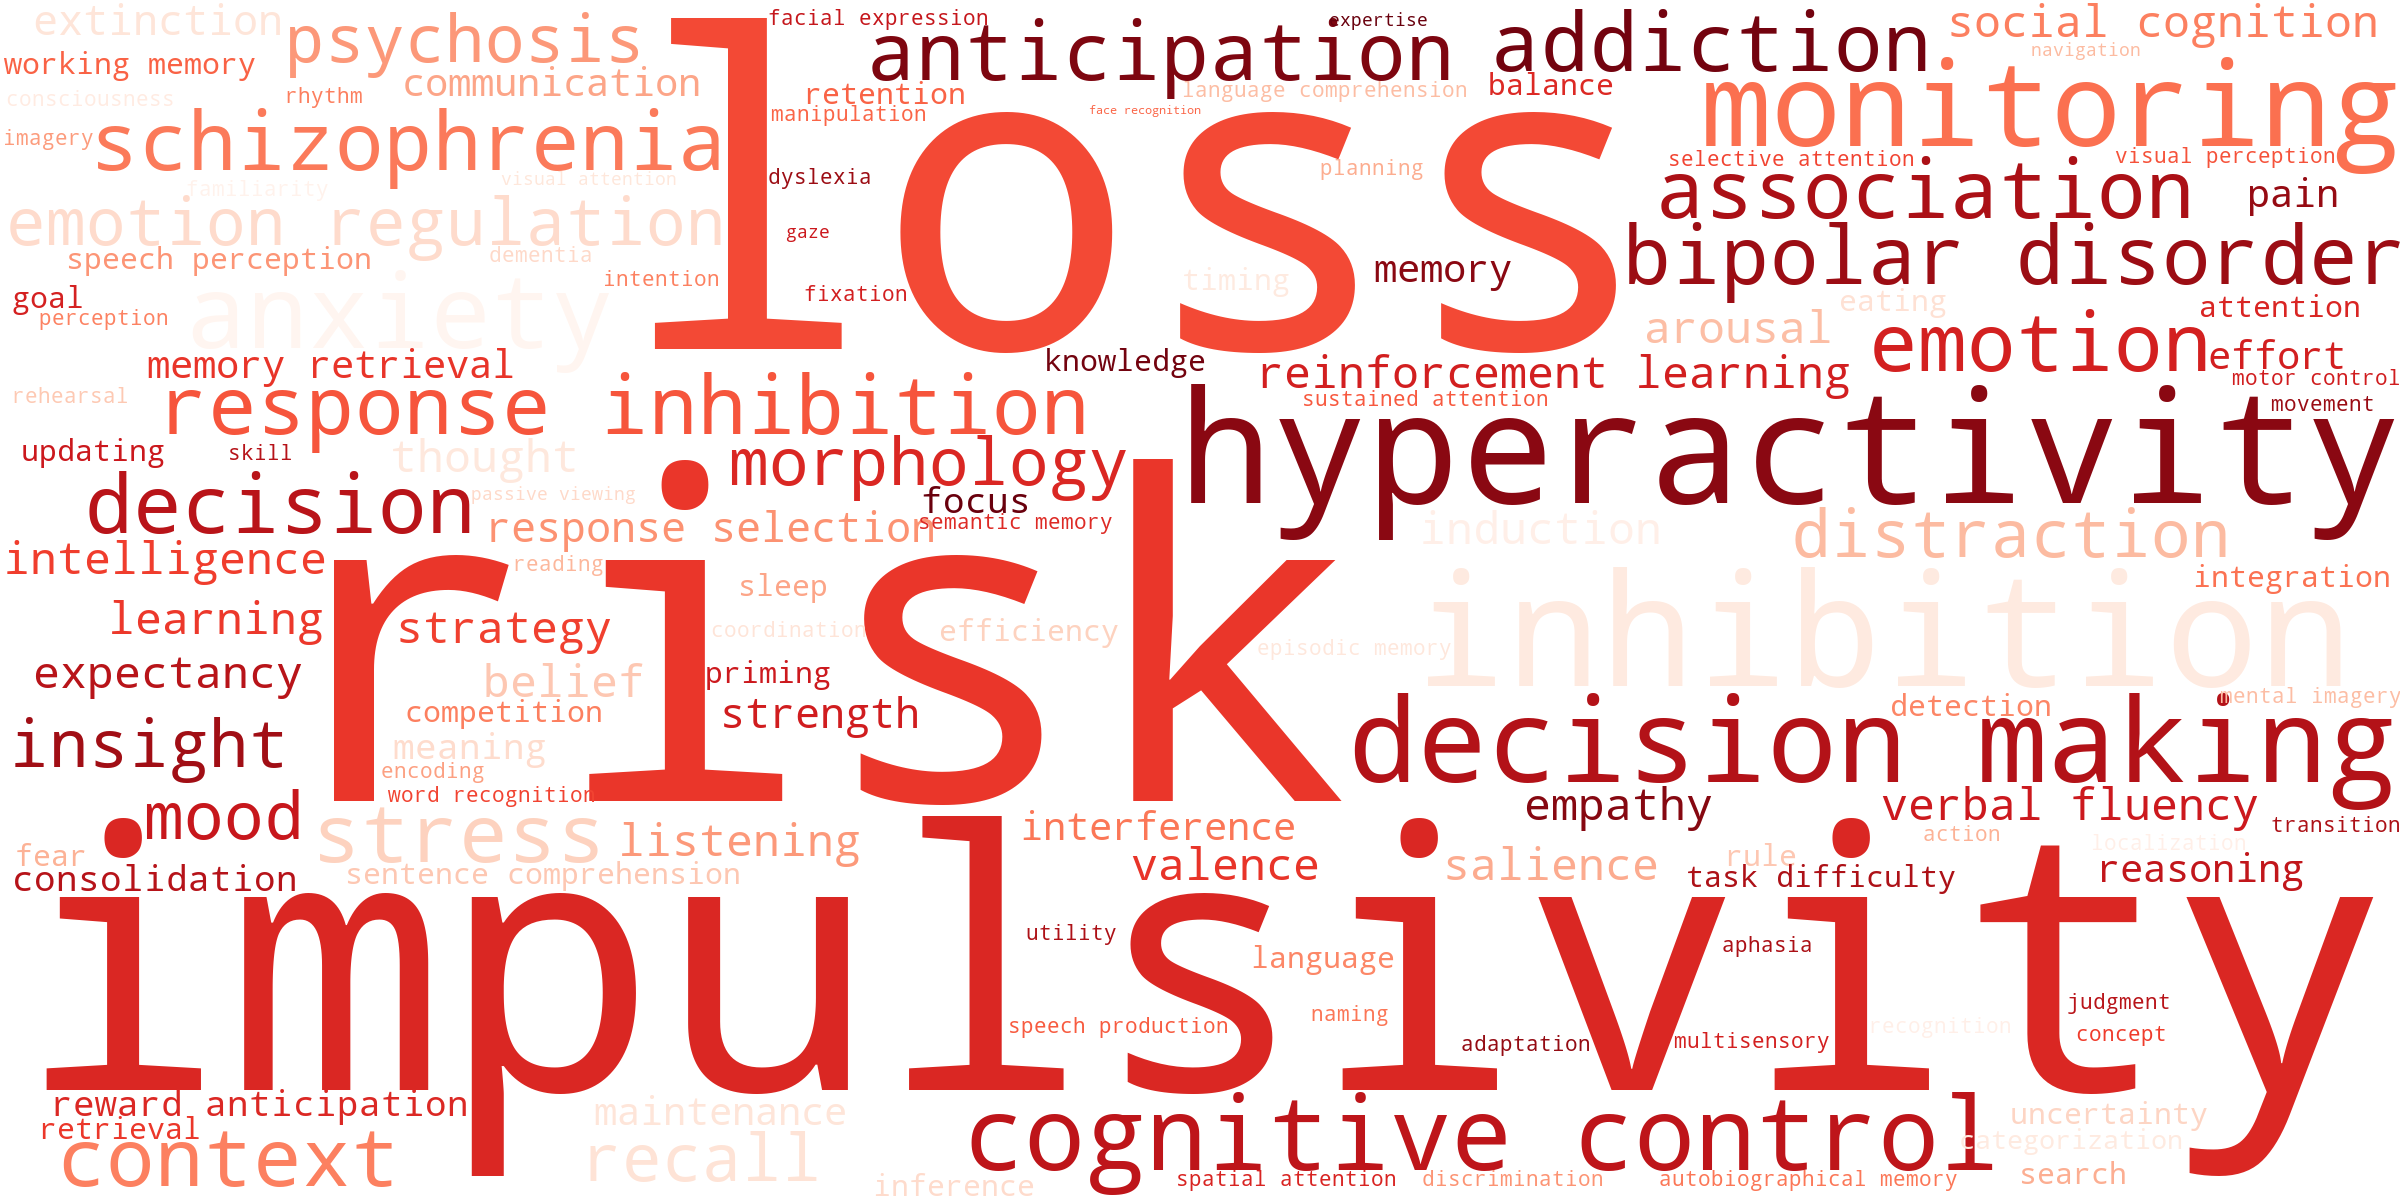 extinction
psychosis
loss
facial expression
expertise
anticipation
addiction
social cognition
working memory
communication
navigation
consciousness
rhythm
retention
language comprehension
balance
monitoring
imagery
schizophrenia
manipulation
face recognition
familiarity
visual attention
dyslexia
planning
selective attention
visual perception
association
pain
emotion regulation
gaze
speech perception
dementia
memory
bipolar disorder
goal
anxiety
intention
fixation
timing
eating
attention
perception
arousal
emotion
memory retrieval
knowledge
reinforcement learning
effort
motor control
rehearsal
response inhibition
sustained attention
hyperactivity
movement
updating
skill
thought
morphology
decision
passive viewing
focus
response selection
semantic memory
induction
distraction
intelligence
reading
risk
sleep
integration
learning
strategy
coordination
efficiency
episodic memory
inhibition
expectancy
belief
priming
mental imagery
competition
strength
detection
insight
meaning
decision making
encoding
word recognition
mood
stress
listening
interference
empathy
verbal fluency
transition
fear
action
localization
consolidation
sentence comprehension
valence
salience
rule
task difficulty
reasoning
impulsivity
utility
language
aphasia
speech production
naming
judgment
recognition
concept
adaptation
multisensory
reward anticipation
maintenance
uncertainty
retrieval
cognitive control
categorization
context
recall
inference
spatial attention
discrimination
autobiographical memory
search